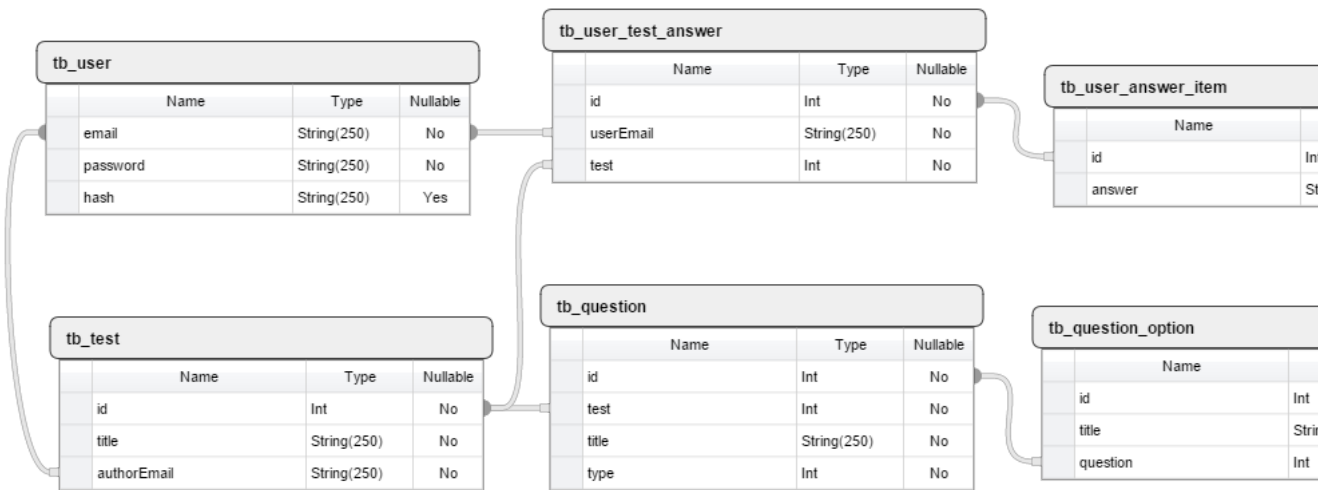 tb_user
Name Type Nullable
email String(250) No
password String(250) No
hash String(250) Yes
tb_user_test_answer
Name Type Nullable
id Int No
userEmail String(250) No
test Int No
tb_user_answer_item
Name
id
answer
tb_test
Name Type Nullable
id Int No
title String(250) No
authorEmail String(250) No
tb_question
Name Type Nullable
id Int No
test Int No
title String(250) No
type Int No
tb_question_option
Name
id Int
title
question Int